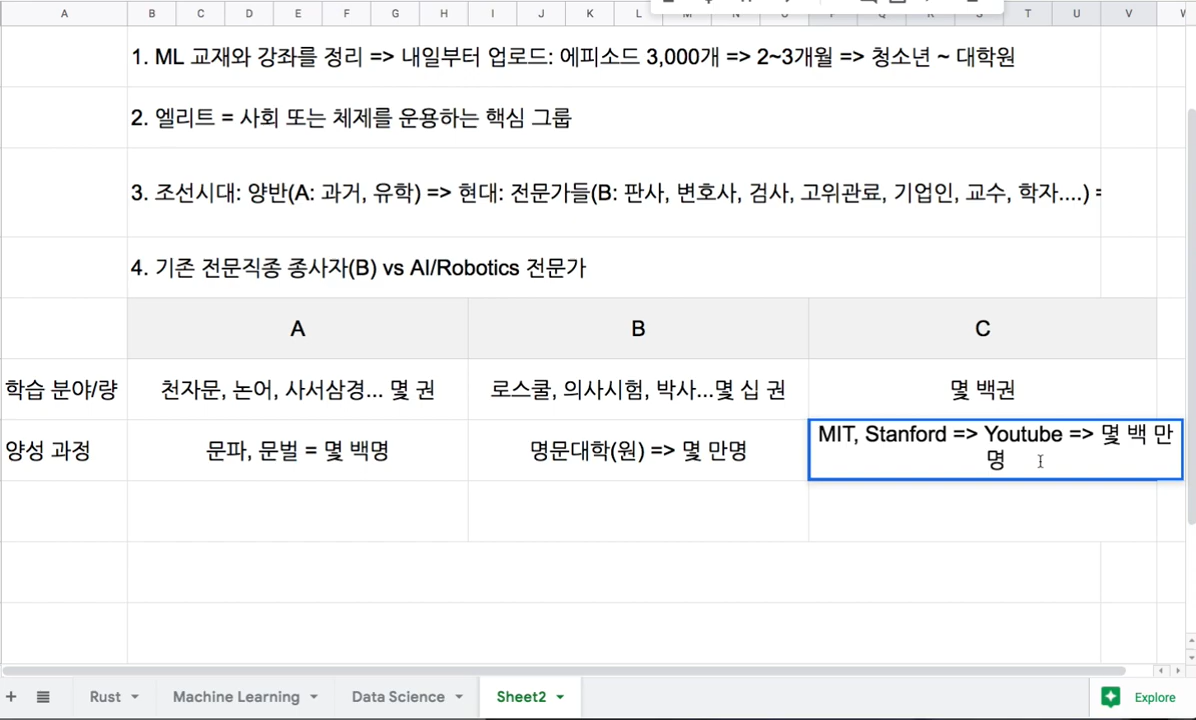 A B C D E F G H I J K L T U V
1. ML 교재와 강좌를 정리 => 내일부터 업로드: 에피소드 3,000개 => 2~3개월 => 청소년 ~ 대학원
2. 엘리트 = 사회 또는 체제를 운용하는 핵심 그룹
3. 조선시대: 양반(A: 과거, 유학) => 현대: 전문가들(B: 판사, 변호사, 검사, 고위관료, 기업인, 교수, 학자....) =
4. 기존 전문직종 종사자(B) vs AI/Robotics 전문가
A B C
학습 분야/량 천자문, 논어, 사서삼경... 몇 권 로스쿨, 의사시험, 박사...몇 십 권 몇 백권
양성 과정 문파, 문벌 = 몇 백명 명문대학(원) => 몇 만명 MIT, Stanford => Youtube => 몇 백 만
명
Rust Machine Learning Data Science Sheet2 Explore